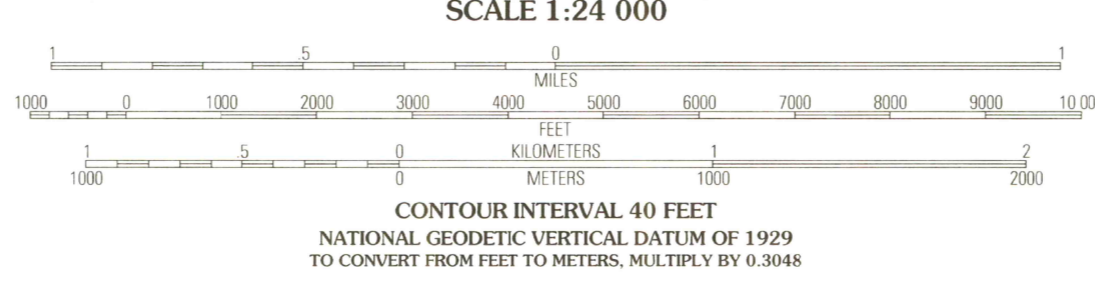 SCALE 1:24 000
1 .5 0 1
MILES
1000 0 1000 2000 3000 4000 5000 6000 7000 8000 9000 10 00
FEET
1 .5 0 KILOMETERS 1 2
1000 0 METERS 1000 2000
CONTOUR INTERVAL 40 FEET
NATIONAL GEODETIC VERTICAL DATUM OF 1929
TO CONVERT FROM FEET TO METERS, MULTIPLY BY 0.3048